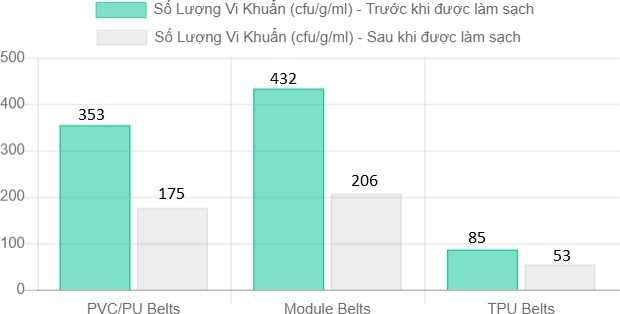 Số Lượng Vi Khuẩn (cfu/g/ml) - Trước khi được làm sạch
Số Lượng Vi Khuẩn (cfu/g/ml) - Sau khi được làm sạch
500
400
300
200
100
0
353
175
432
206
85
53
PVC/PU Belts
Module Belts
TPU Belts